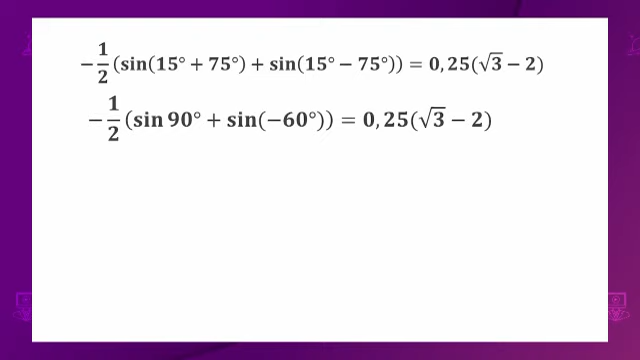 −1/2(sin(15° + 75°) + sin(15° − 75°)) = 0,25(√3 − 2)
−1/2(sin 90° + sin(−60°)) = 0,25(√3 − 2)